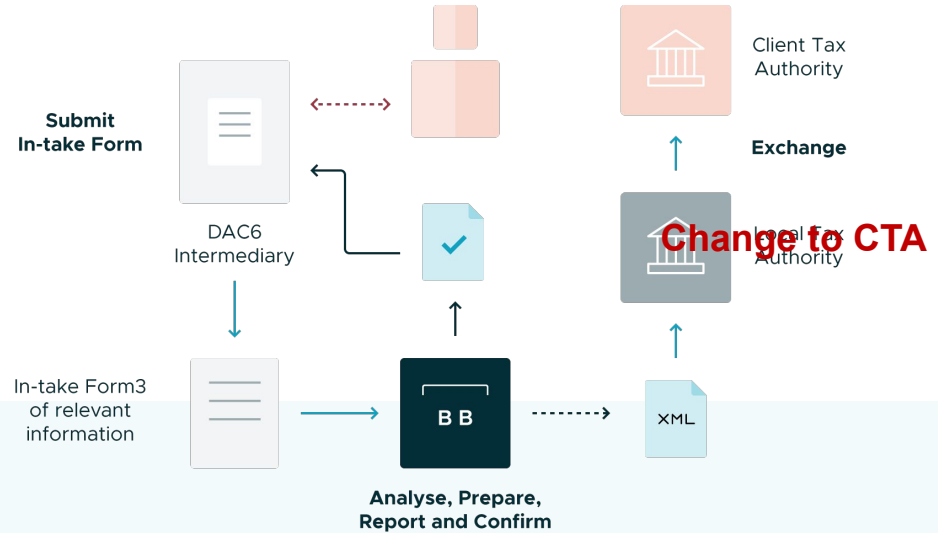 Submit
In-take Form
DAC6
Intermediary
In-take Form3
of relevant
information
B B
Analyse, Prepare,
Report and Confirm
XML
Client Tax
Authority
Exchange
Local Tax
Authority
Change to CTA